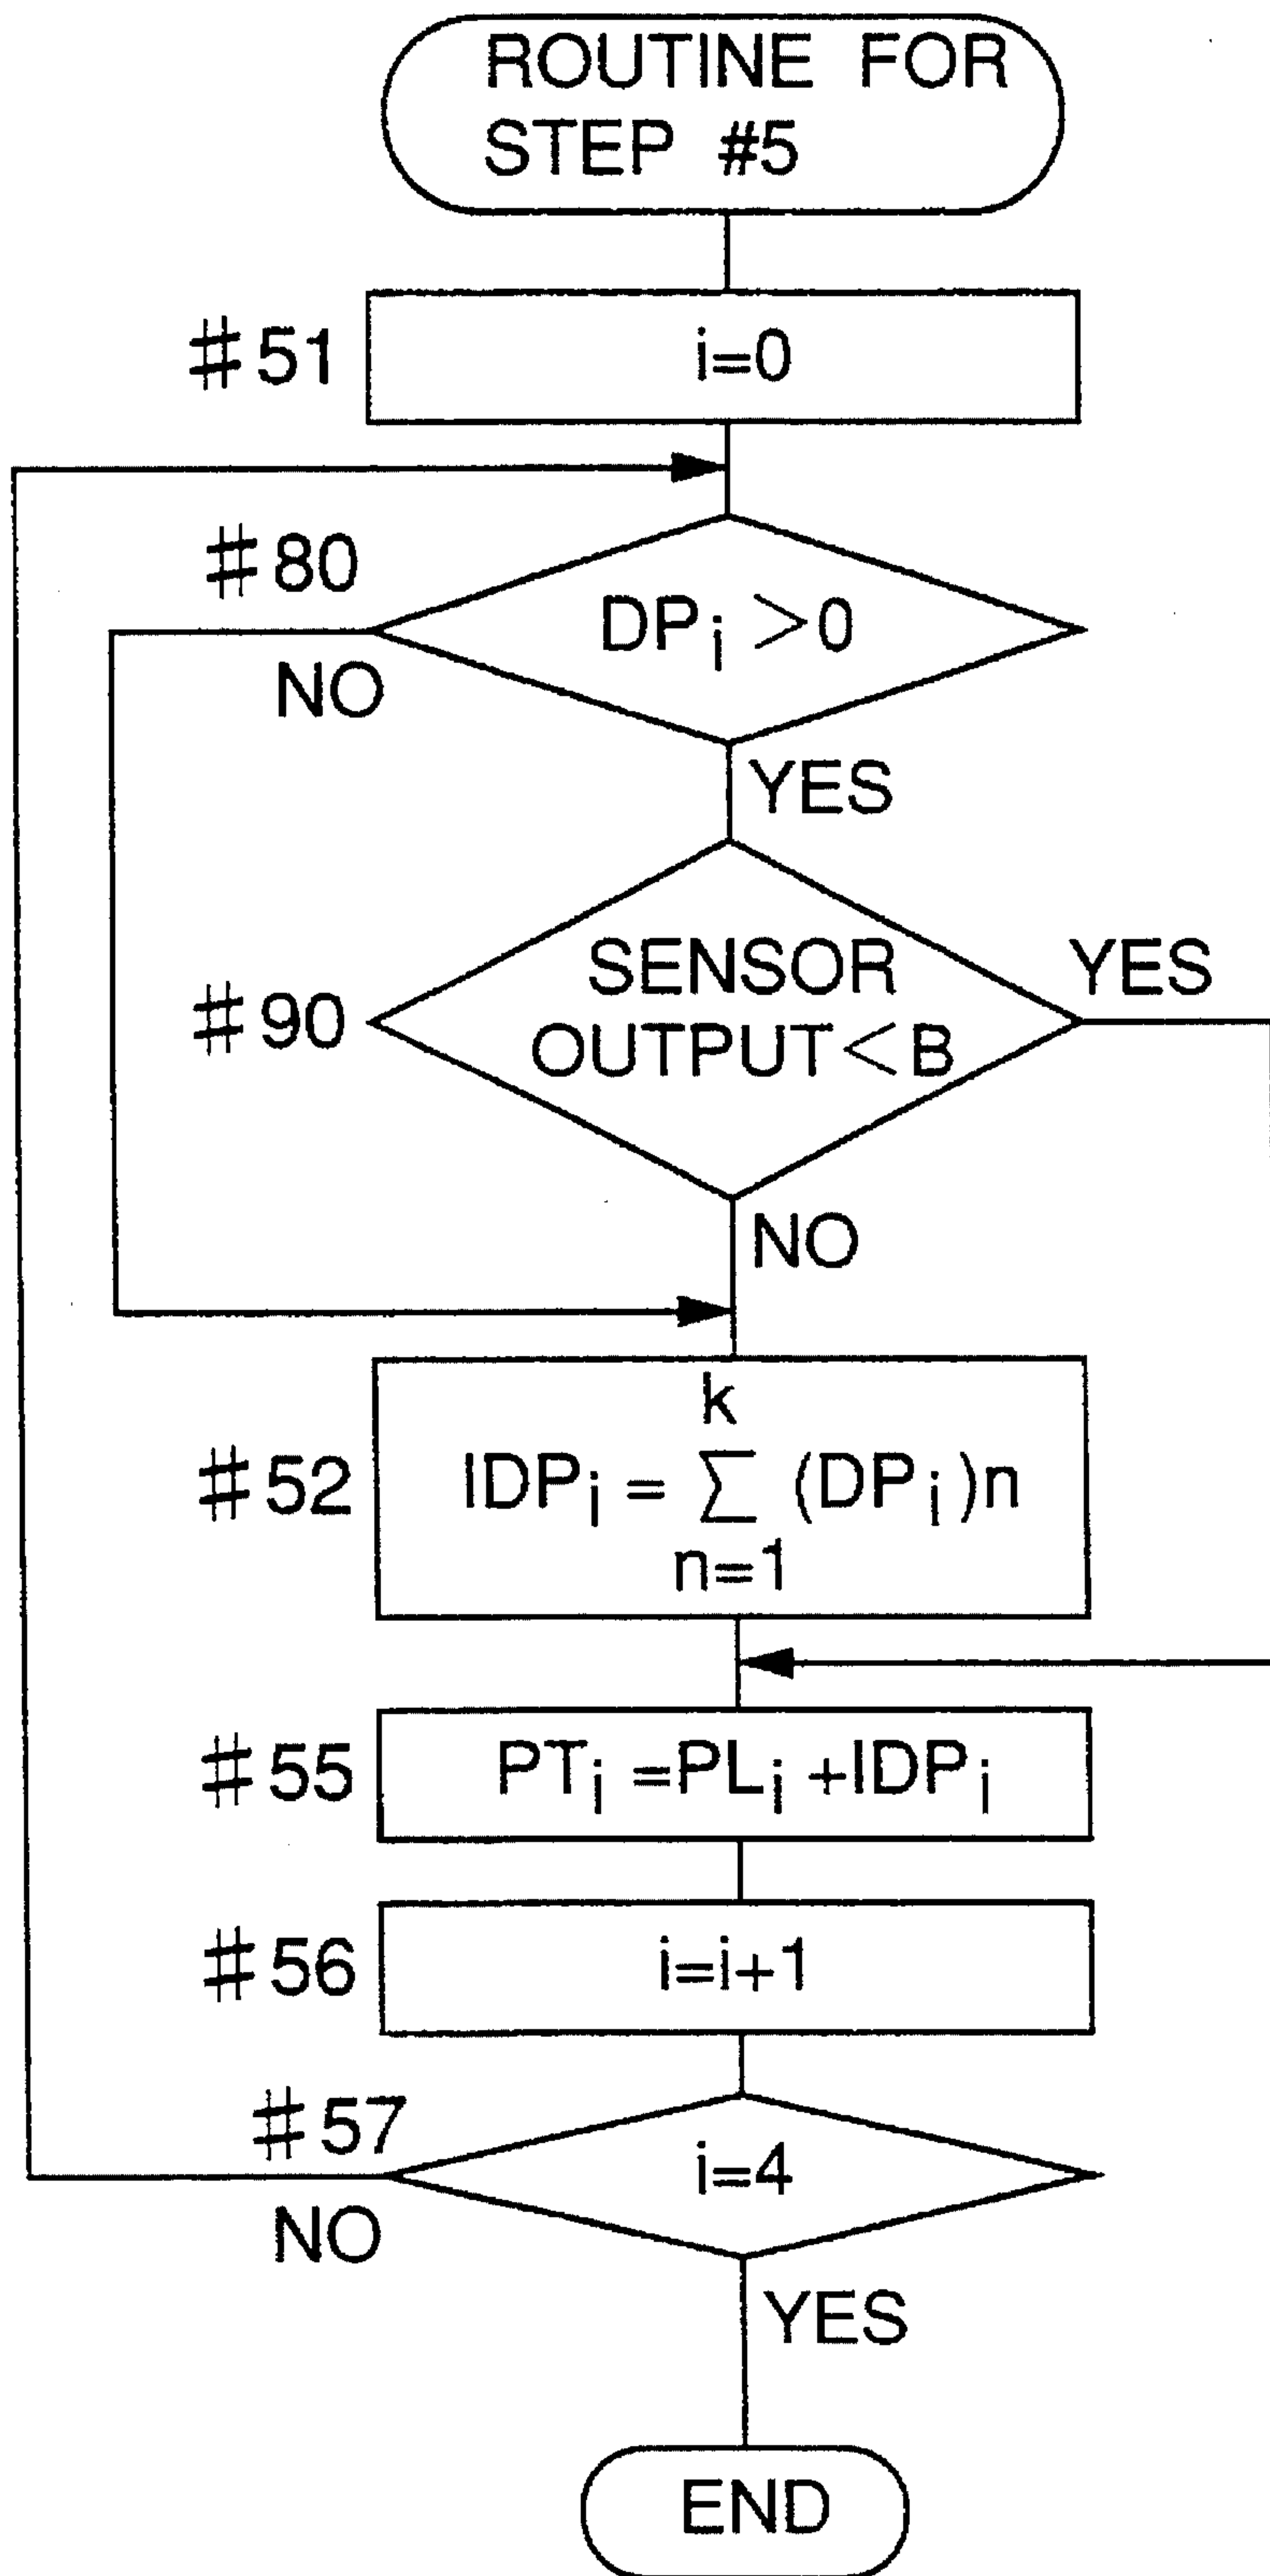 ROUTINE FOR
STEP #5
#51
i=0
#80
DPi >0
NO
YES
#90
SENSOR
OUTPUT<B
YES
NO
#52
k
IDPi = ∑ (DPi)n
n=1
#55
PTi =PLi +IDPi
#56
i=i+1
#57
i=4
NO
YES
END